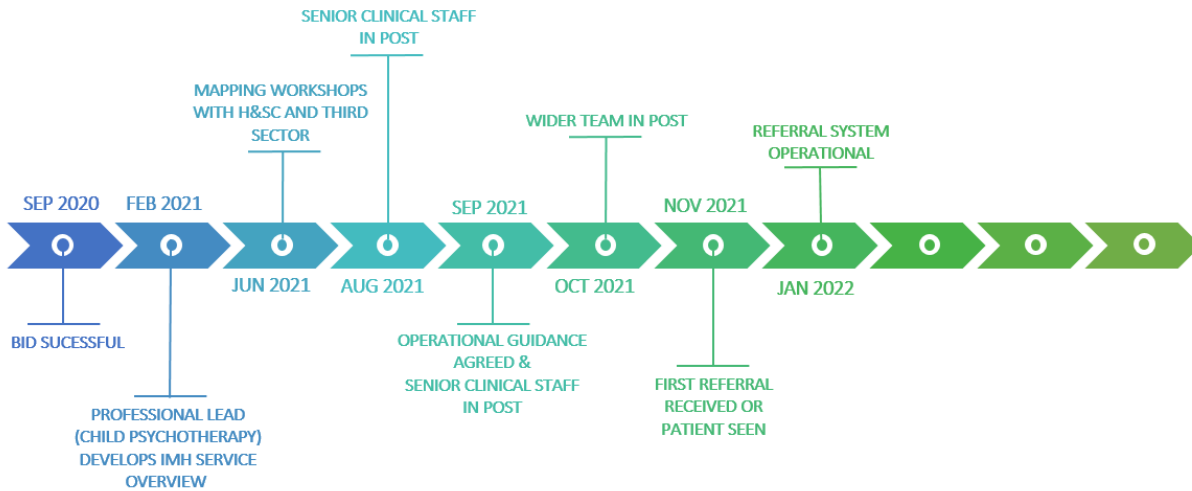 SENIOR CLINICAL STAFF
IN POST
MAPPING WORKSHOPS
WITH H&SC AND THIRD
SECTOR
WIDER TEAM IN POST
REFERRAL SYSTEM
OPERATIONAL
SEP 2020
FEB 2021
SEP 2021
NOV 2021
JUN 2021
AUG 2021
OCT 2021
JAN 2022
BID SUCESSFUL
OPERATIONAL GUIDANCE
AGREED &
SENIOR CLINICAL STAFF
IN POST
FIRST REFERRAL
RECEIVED OR
PATIENT SEEN
PROFESSIONAL LEAD
(CHILD PSYCHOTHERAPY)
DEVELOPS IMH SERVICE
OVERVIEW